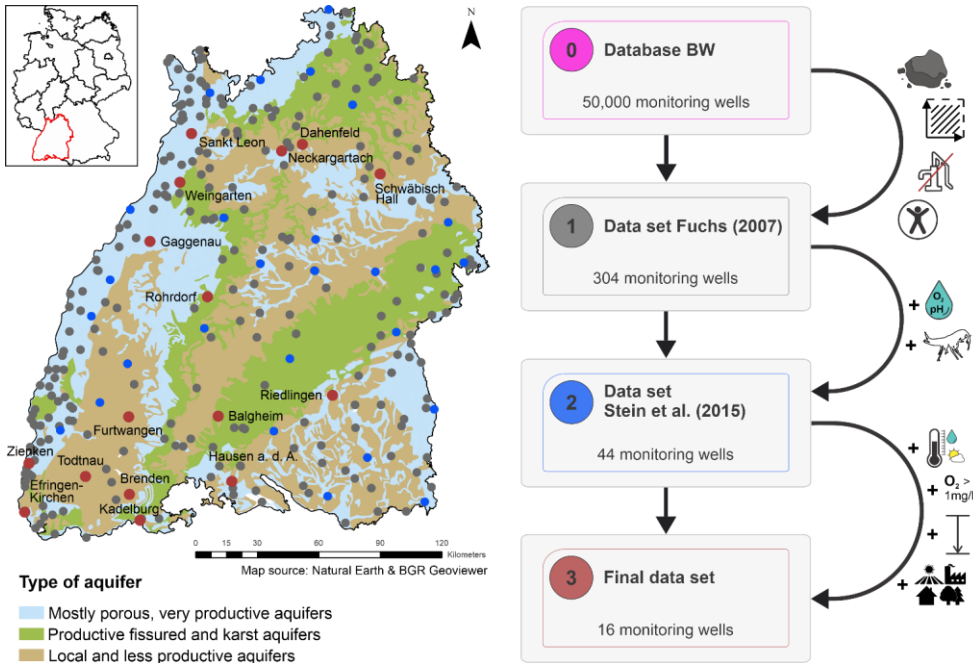 N
Sankt Leon
Dahenfeld
Neckargartach
Schwäbisch
Hall
Weingarten
Gaggenau
Rohrdorf
Riedlingen
Balgheim
Furtwangen
Zienken
Todtnau
Hausen a. d. A.
Efringen-
Kirchen
Brenden
Kadelburg
0 15 30 60 90 120
Kilometers
Map source: Natural Earth & BGR Geoviewer
Type of aquifer
Mostly porous, very productive aquifers
Productive fissured and karst aquifers
Local and less productive aquifers
0 Database BW
50,000 monitoring wells
1 Data set Fuchs (2007)
304 monitoring wells
+ O2
pH
+
2 Data set
Stein et al. (2015)
44 monitoring wells
+
+ O2 >
1mg/l
+
+
3 Final data set
16 monitoring wells